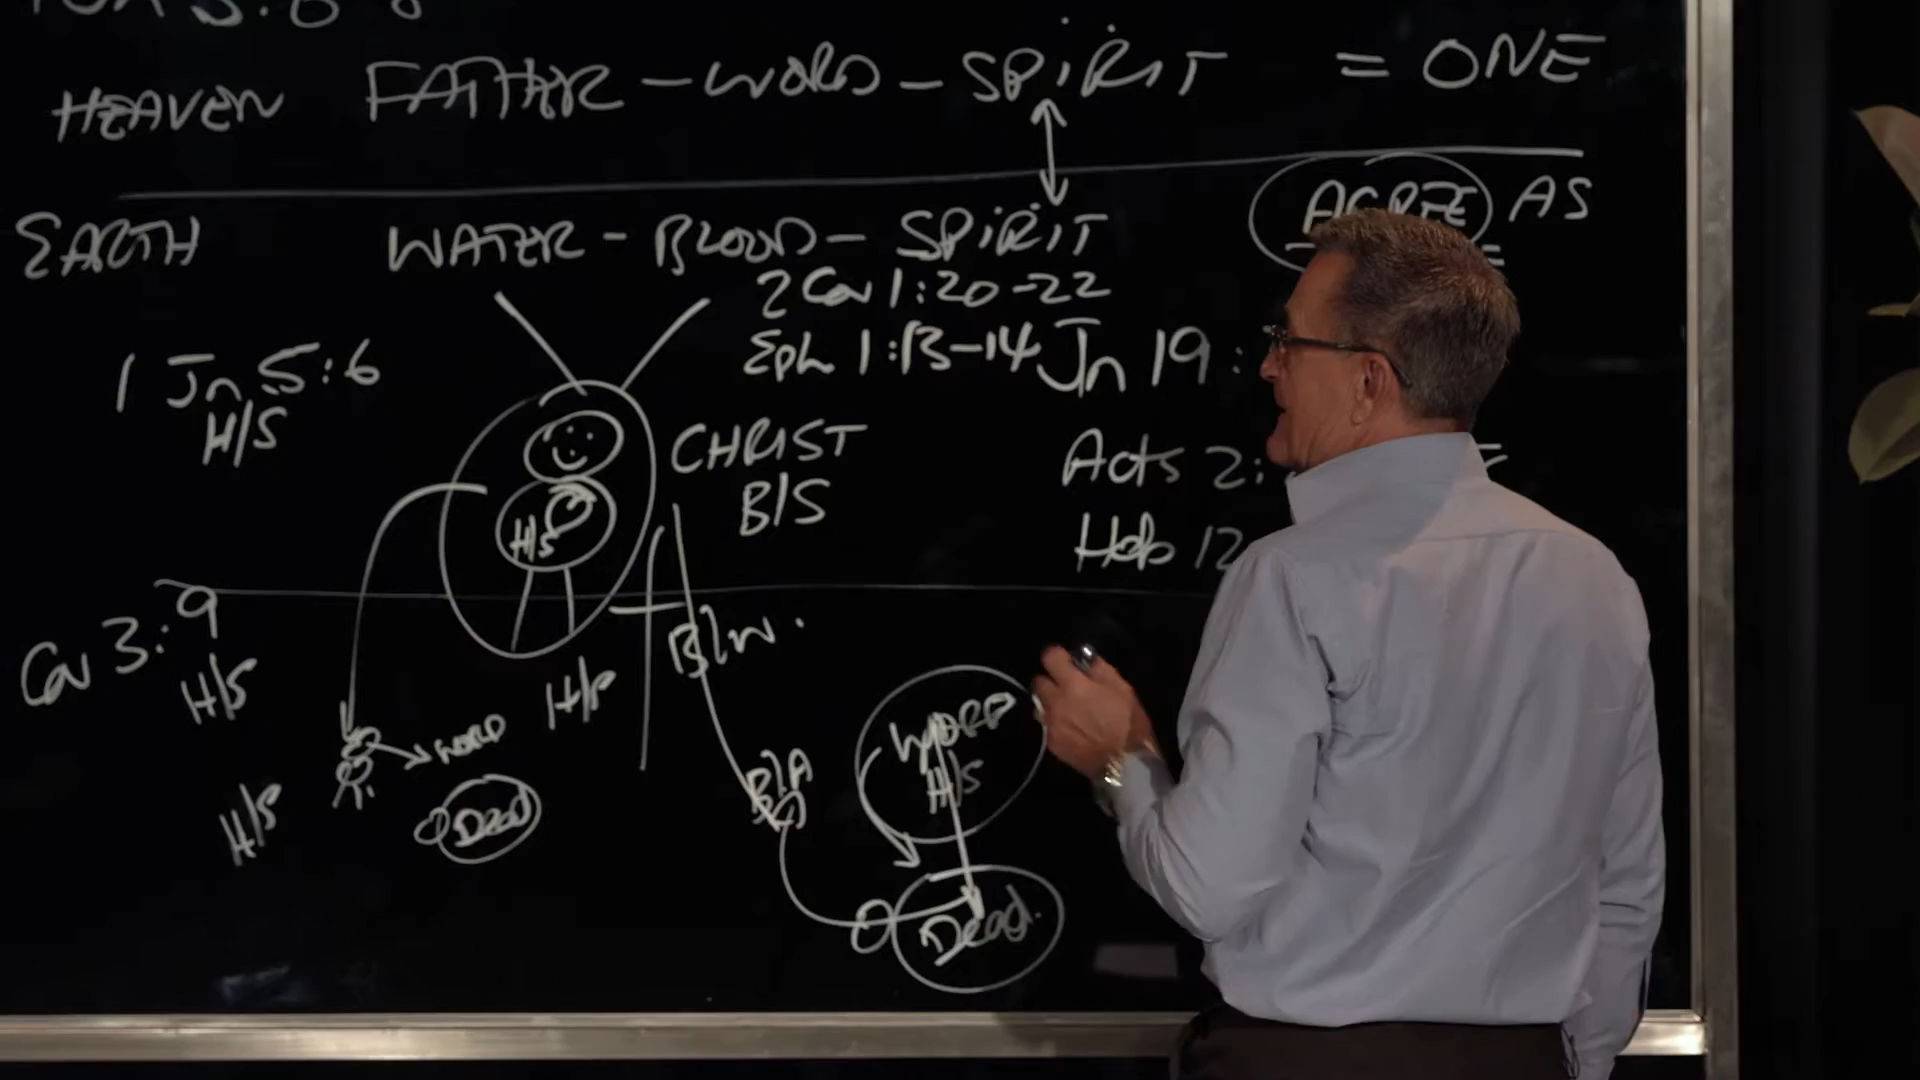 HEAVEN FATHER - WORD - SPIRIT = ONE
EARTH WATER - BLOOD - SPIRIT AGREE AS
2 Cor 1:20-22
1 Jn 5:6 Eph 1:13-14 Jn 19:
H/S CHRIST Acts 2:
B/S
H/S Heb 12
Cor 3:9 B/W.
H/S H/S
WORD WORD
B/A H/S
H/S Dead
Dead.